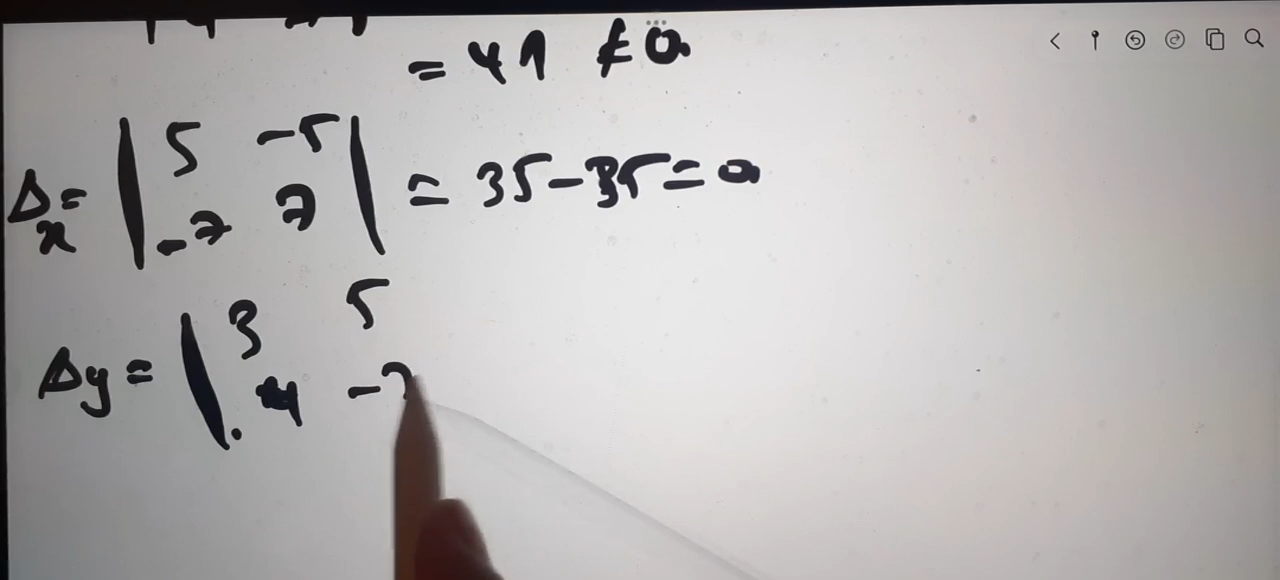 = 41 ≠ 0
Δx = | 5 -5 | = 35 - 35 = 0
| -7 7 |
Δy = | 3 5
| 4 -7